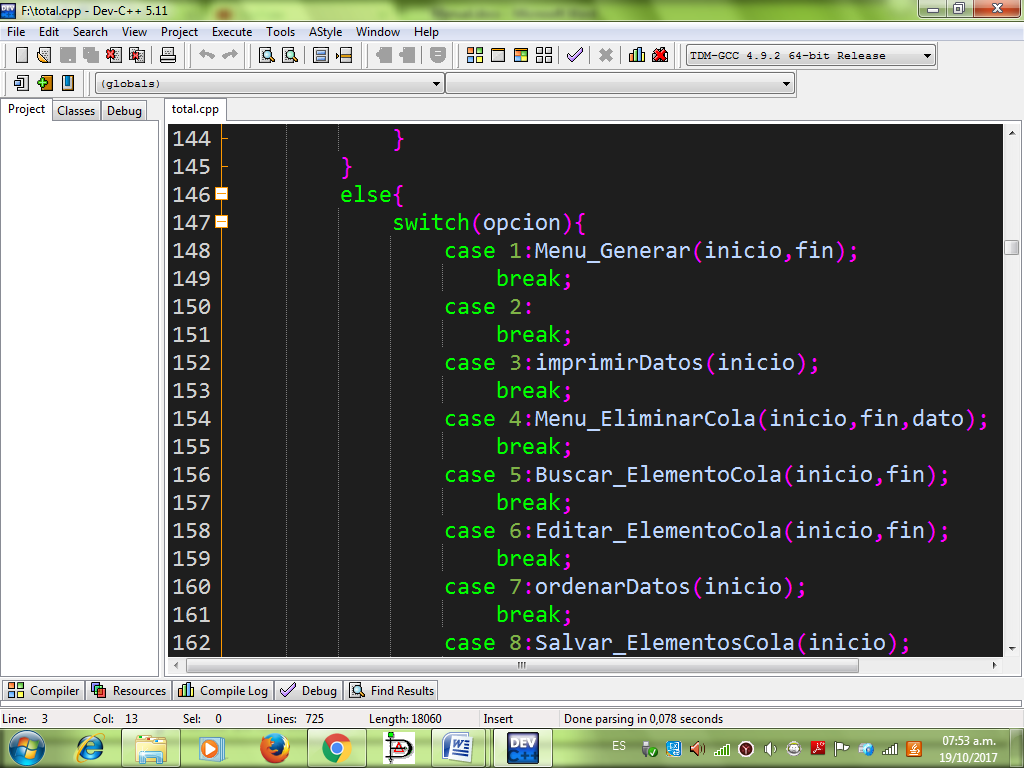 F:\total.cpp - Dev-C++ 5.11
File Edit Search View Project Execute Tools AStyle Window Help
TDM-GCC 4.9.2 64-bit Release
(globals)
Project Classes Debug total.cpp
144 }
145 }
146 else{
147 switch(opcion){
148 case 1:Menu_Generar(inicio,fin);
149 break;
150 case 2:
151 break;
152 case 3:imprimirDatos(inicio);
153 break;
154 case 4:Menu_EliminarCola(inicio,fin,dato);
155 break;
156 case 5:Buscar_ElementoCola(inicio,fin);
157 break;
158 case 6:Editar_ElementoCola(inicio,fin);
159 break;
160 case 7:ordenarDatos(inicio);
161 break;
162 case 8:Salvar_ElementosCola(inicio);
Compiler Resources Compile Log Debug Find Results
Line: 3 Col: 13 Sel: 0 Lines: 725 Length: 18060 Insert Done parsing in 0,078 seconds
DEV C++
ES
07:53 a.m.
19/10/2017